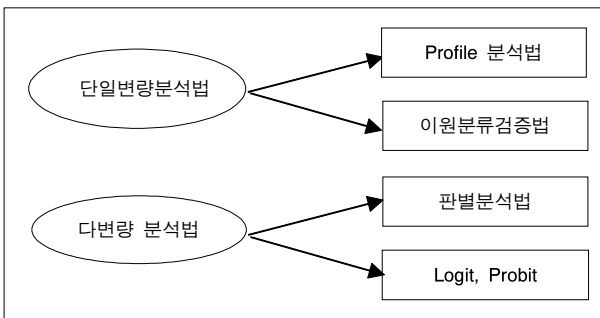 단일변량분석법
Profile 분석법
이원분류검증법
다변량 분석법
판별분석법
Logit, Probit